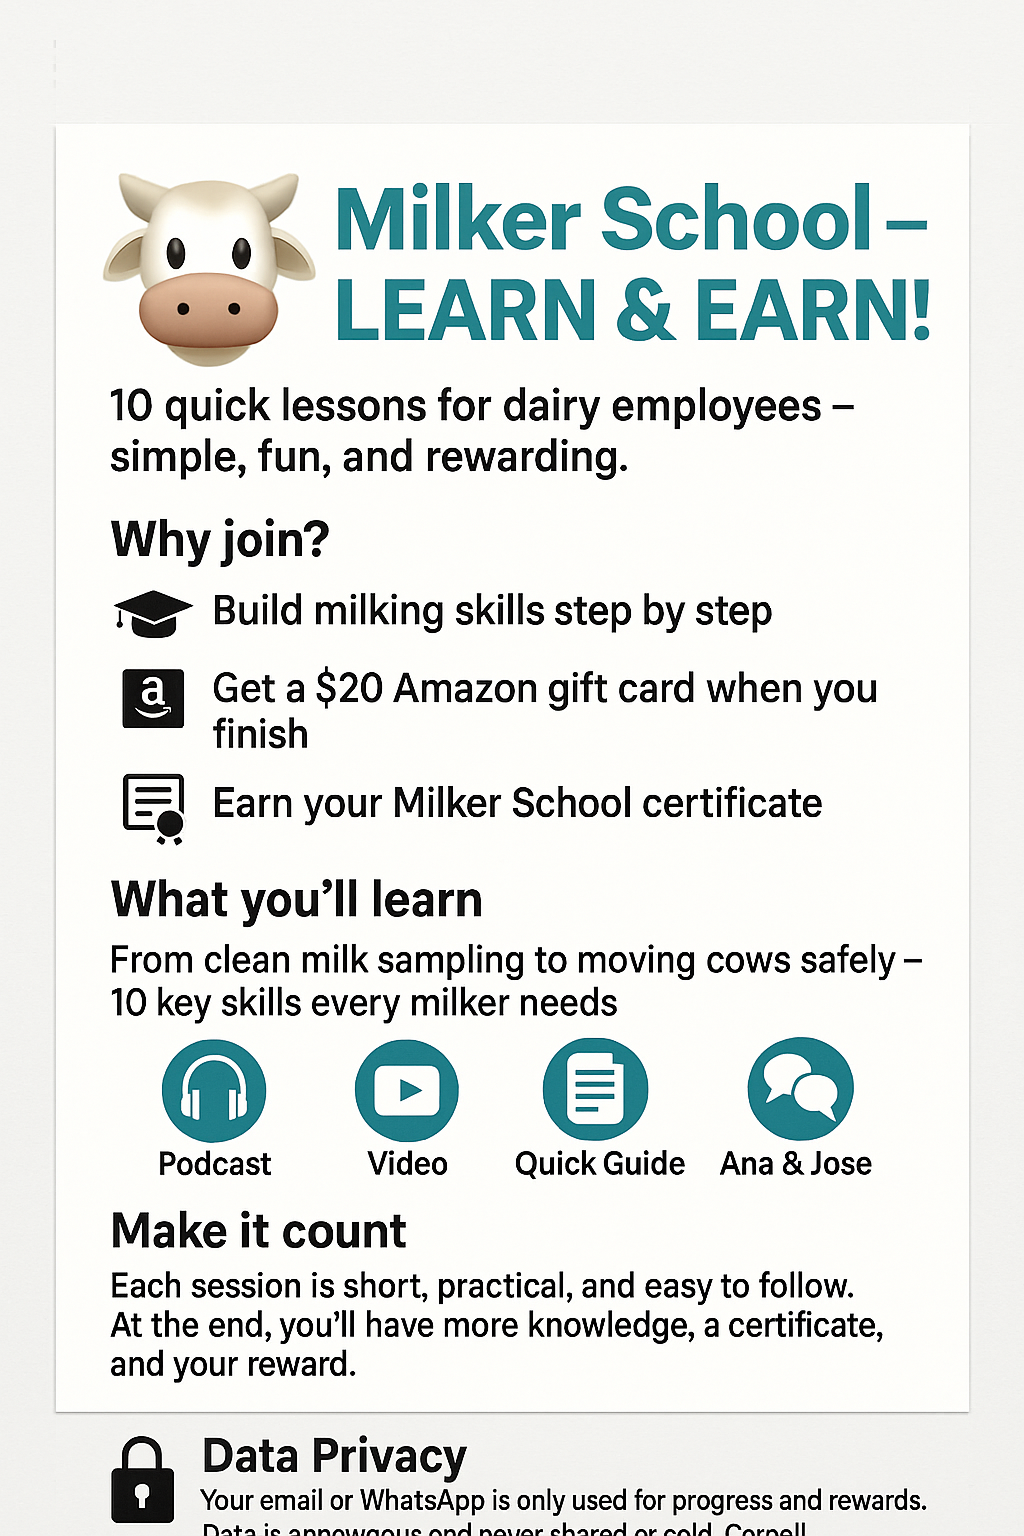 Milker School –
LEARN & EARN!
10 quick lessons for dairy employees –
simple, fun, and rewarding.
Why join?
Build milking skills step by step
a
Get a $20 Amazon gift card when you
finish
Earn your Milker School certificate
What you'll learn
From clean milk sampling to moving cows safely –
10 key skills every milker needs
Podcast
Video
Quick Guide
Ana & Jose
Make it count
Each session is short, practical, and easy to follow.
At the end, you'll have more knowledge, a certificate,
and your reward.
Data Privacy
Your email or WhatsApp is only used for progress and rewards.
Data is never shared or